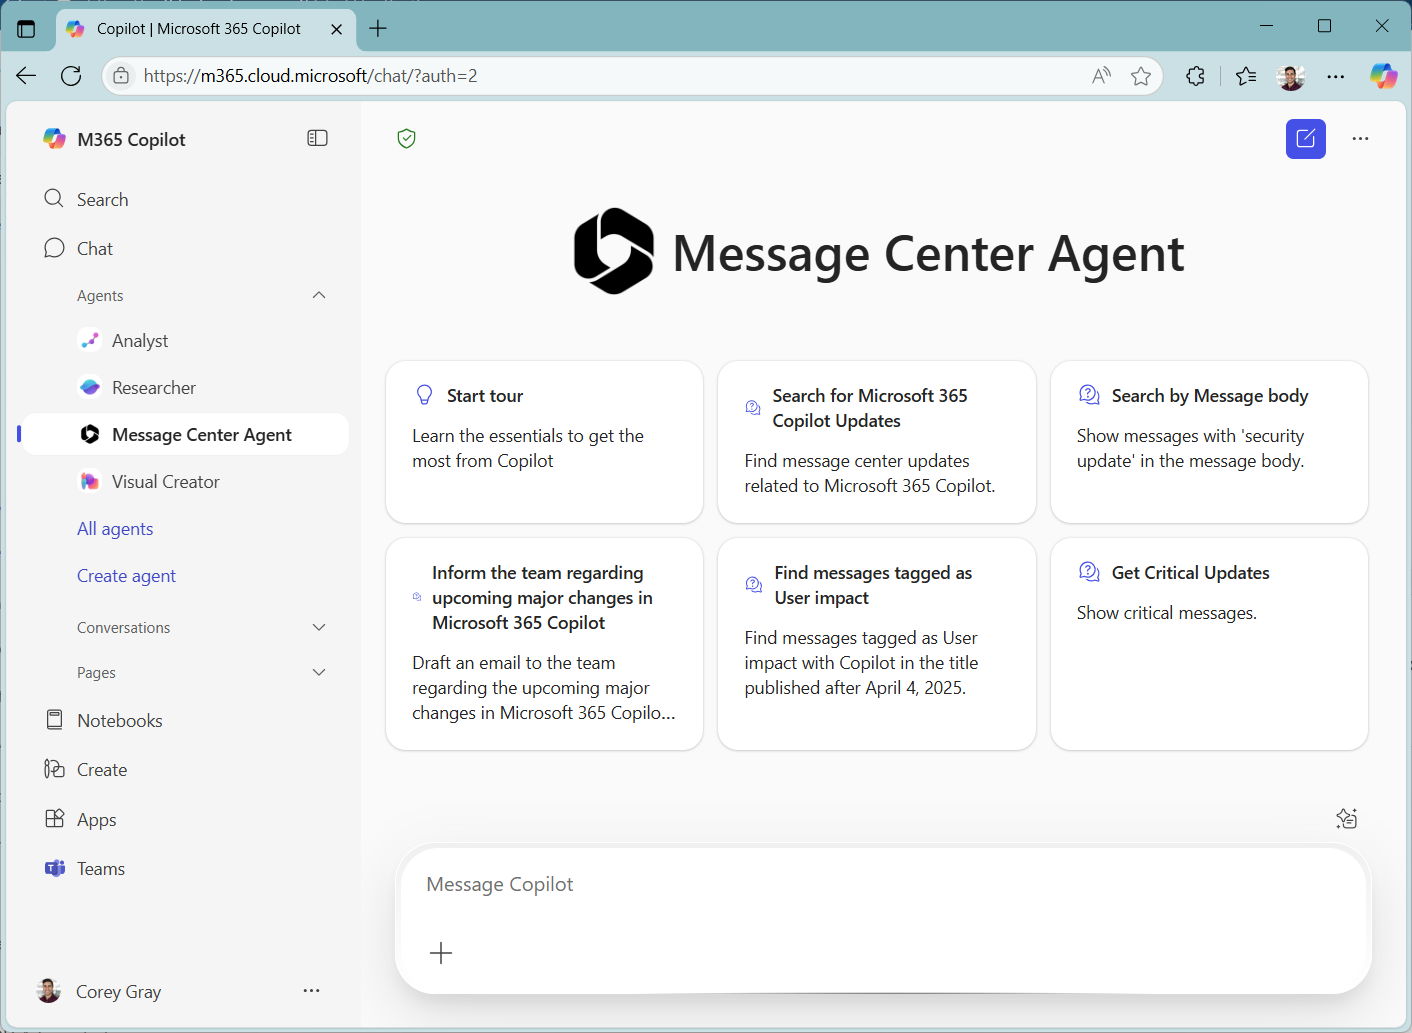 Copilot | Microsoft 365 Copilot
https://m365.cloud.microsoft/chat/?auth=2
M365 Copilot
Search
Chat
Agents
Analyst
Researcher
Message Center Agent
Visual Creator
All agents
Create agent
Conversations
Pages
Notebooks
Create
Apps
Teams
Corey Gray
Message Center Agent
Start tour
Learn the essentials to get the
most from Copilot
Search for Microsoft 365
Copilot Updates
Find message center updates
related to Microsoft 365 Copilot.
Search by Message body
Show messages with 'security
update' in the message body.
Inform the team regarding
upcoming major changes in
Microsoft 365 Copilot
Draft an email to the team
regarding the upcoming major
changes in Microsoft 365 Copilo...
Find messages tagged as
User impact
Find messages tagged as User
impact with Copilot in the title
published after April 4, 2025.
Get Critical Updates
Show critical messages.
Message Copilot